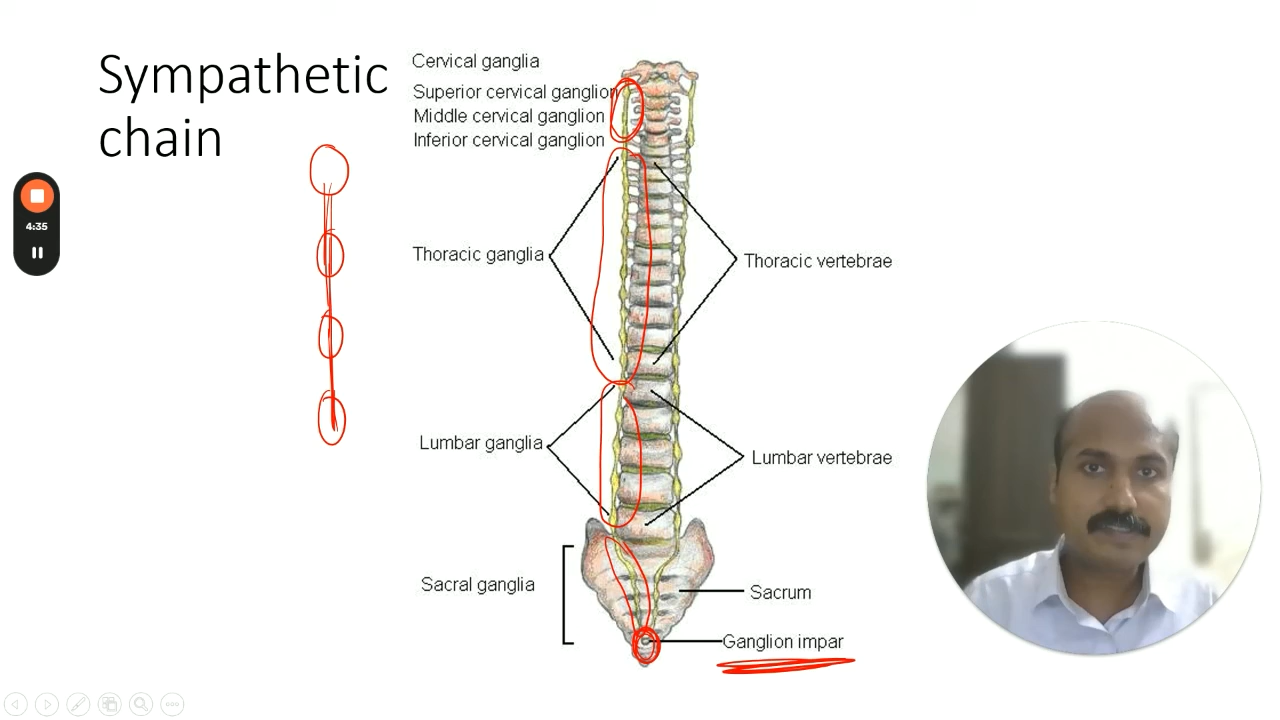 Sympathetic
chain
4:35
Cervical ganglia
Superior cervical ganglion
Middle cervical ganglion
Inferior cervical ganglion
Thoracic ganglia
Thoracic vertebrae
Lumbar ganglia
Lumbar vertebrae
Sacral ganglia
Sacrum
Ganglion impar